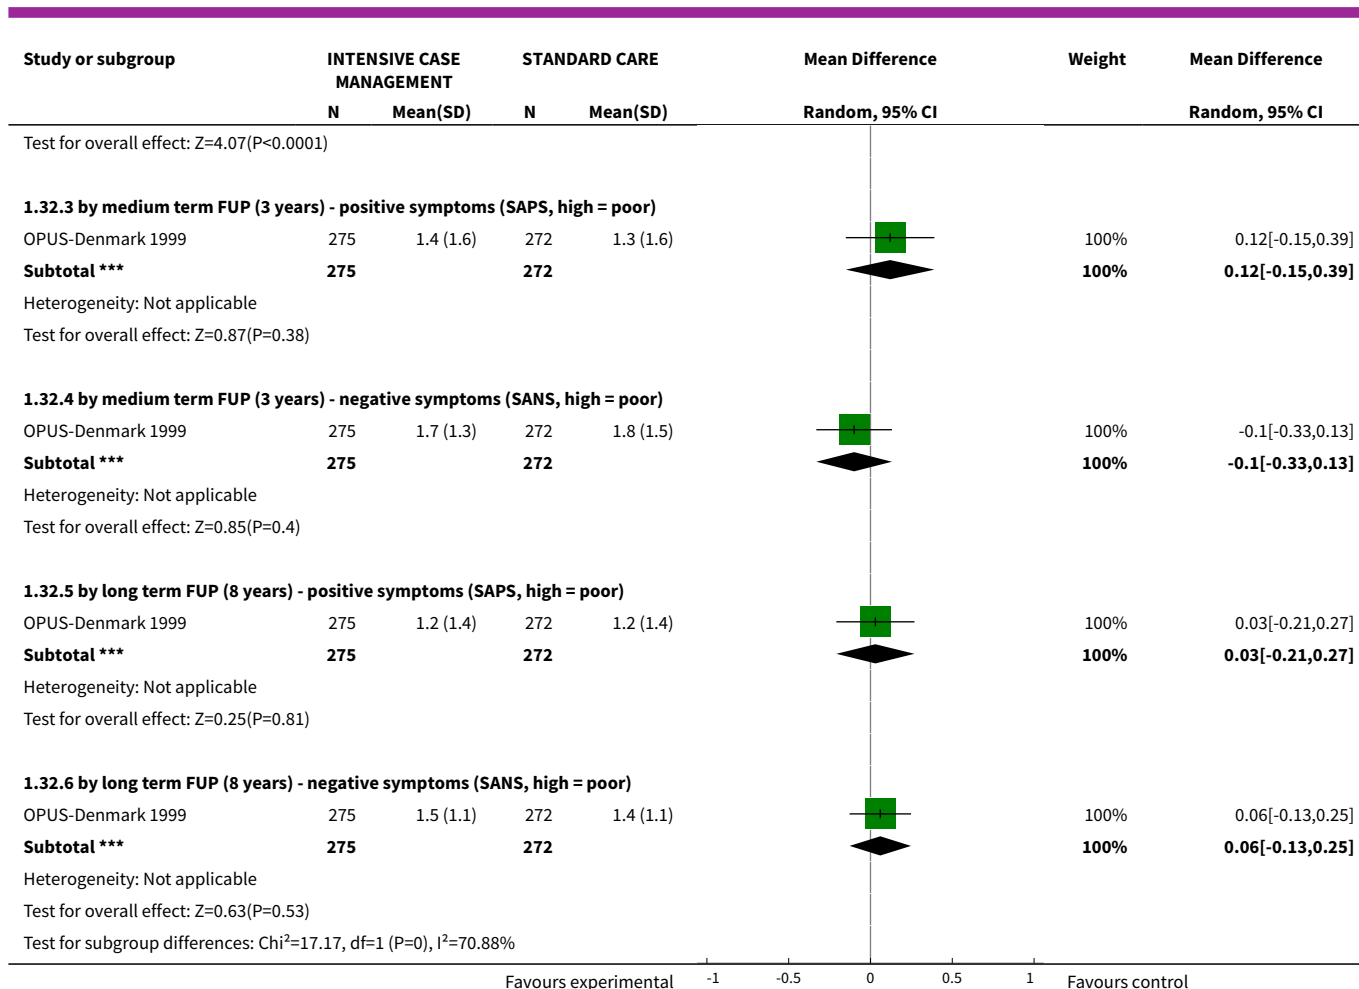 Study or subgroup INTENSIVE CASE MANAGEMENT STANDARD CARE Mean Difference Weight Mean Difference
N Mean(SD) N Mean(SD) Random, 95% CI Random, 95% CI
Test for overall effect: Z=4.07(P<0.0001)
1.32.3 by medium term FUP (3 years) - positive symptoms (SAPS, high = poor)
OPUS-Denmark 1999 275 1.4 (1.6) 272 1.3 (1.6) 100% 0.12[-0.15,0.39]
Subtotal *** 275 272 100% 0.12[-0.15,0.39]
Heterogeneity: Not applicable
Test for overall effect: Z=0.87(P=0.38)
1.32.4 by medium term FUP (3 years) - negative symptoms (SANS, high = poor)
OPUS-Denmark 1999 275 1.7 (1.3) 272 1.8 (1.5) 100% -0.1[-0.33,0.13]
Subtotal *** 275 272 100% -0.1[-0.33,0.13]
Heterogeneity: Not applicable
Test for overall effect: Z=0.85(P=0.4)
1.32.5 by long term FUP (8 years) - positive symptoms (SAPS, high = poor)
OPUS-Denmark 1999 275 1.2 (1.4) 272 1.2 (1.4) 100% 0.03[-0.21,0.27]
Subtotal *** 275 272 100% 0.03[-0.21,0.27]
Heterogeneity: Not applicable
Test for overall effect: Z=0.25(P=0.81)
1.32.6 by long term FUP (8 years) - negative symptoms (SANS, high = poor)
OPUS-Denmark 1999 275 1.5 (1.1) 272 1.4 (1.1) 100% 0.06[-0.13,0.25]
Subtotal *** 275 272 100% 0.06[-0.13,0.25]
Heterogeneity: Not applicable
Test for overall effect: Z=0.63(P=0.53)
Test for subgroup differences: Chi²=17.17, df=1 (P=0), I²=70.88%
Favours experimental -1 -0.5 0 0.5 1 Favours control